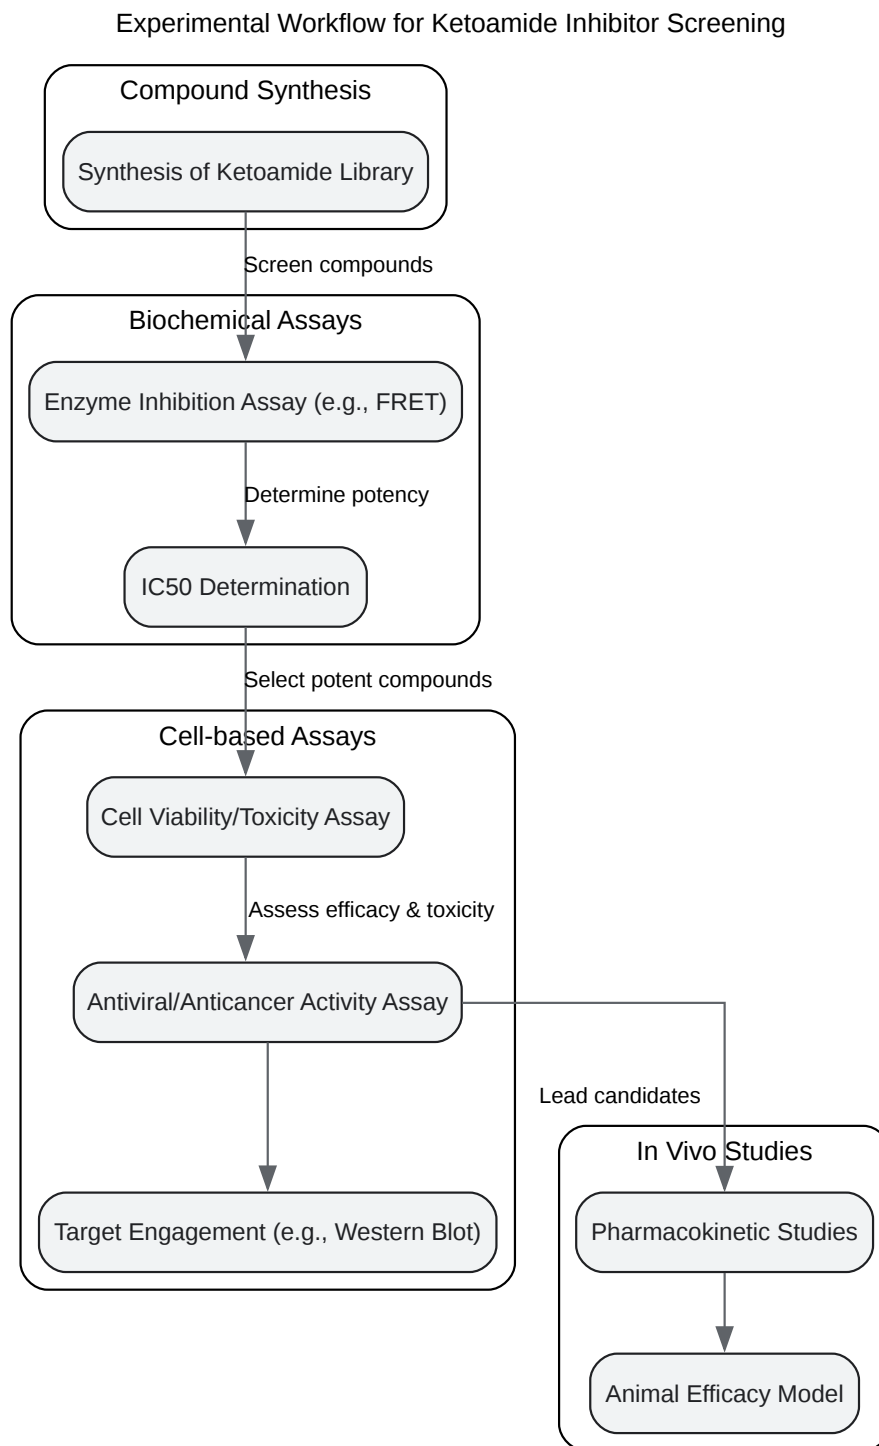 Experimental Workflow for Ketoamide Inhibitor Screening
Compound Synthesis
Synthesis of Ketoamide Library
Screen compounds
Biochemical Assays
Enzyme Inhibition Assay (e.g., FRET)
Determine potency
IC50 Determination
Select potent compounds
Cell-based Assays
Cell Viability/Toxicity Assay
Assess efficacy & toxicity
Antiviral/Anticancer Activity Assay
Lead candidates
In Vivo Studies
Target Engagement (e.g., Western Blot)
Pharmacokinetic Studies
Animal Efficacy Model